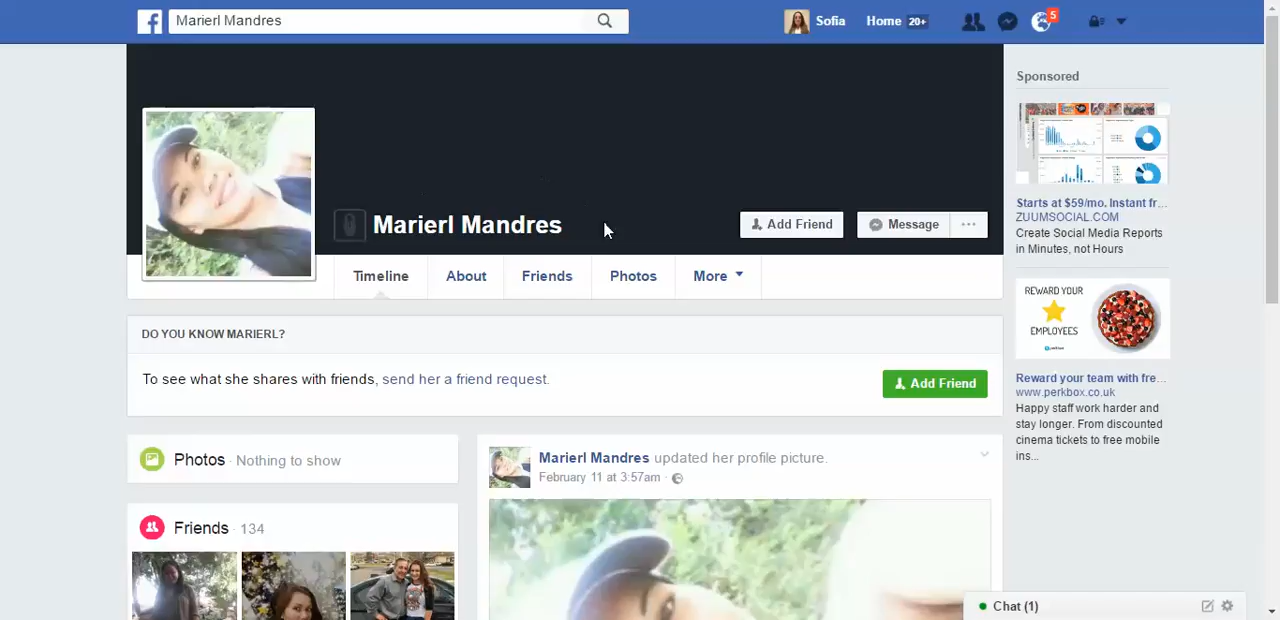 Marierl Mandres
Sofia
Home 20+
5
Marierl Mandres
Add Friend
Message
Timeline
About
Friends
Photos
More
DO YOU KNOW MARIERL?
To see what she shares with friends, send her a friend request.
Add Friend
Photos · Nothing to show
Friends · 134
Marierl Mandres updated her profile picture.
February 11 at 3:57am ·
Sponsored
Starts at $59/mo. Instant fr...
ZUUMSOCIAL.COM
Create Social Media Reports
in Minutes, not Hours
REWARD YOUR
EMPLOYEES
perkbox
Reward your team with fre...
www.perkbox.co.uk
Happy staff work harder and
stay longer. From discounted
cinema tickets to free mobile
ins...
Chat (1)